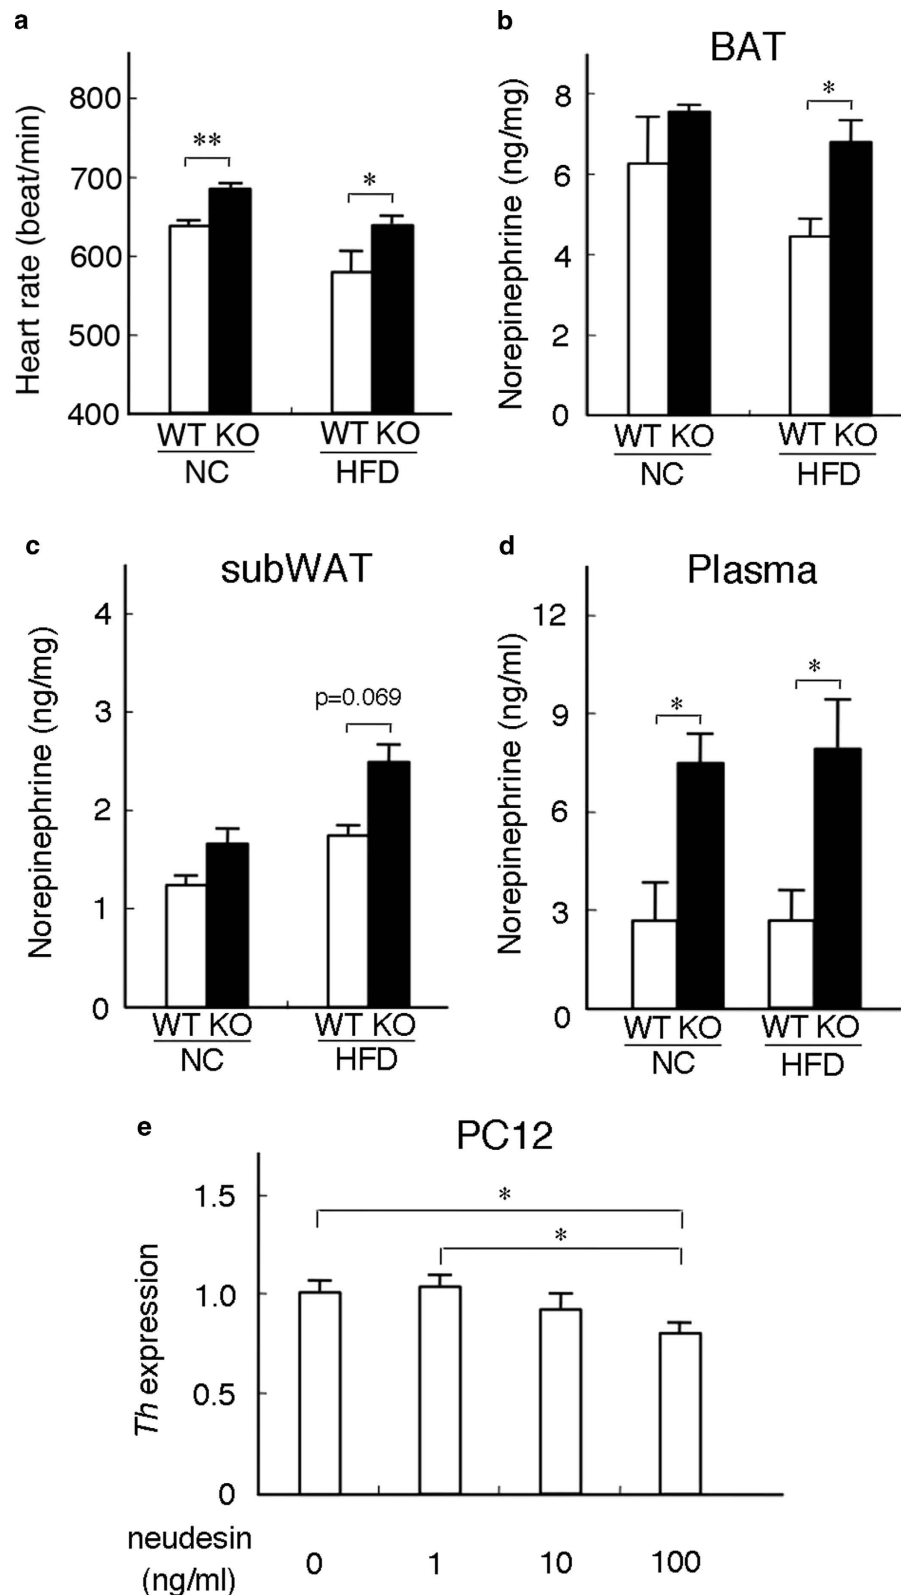 a
800
700
600
500
400
Heart rate (beat/min)
**
*
WT KO WT KO
NC HFD
b
BAT
8
6
4
2
0
Norepinephrine (ng/mg)
*
WT KO WT KO
NC HFD
c
subWAT
4
3
2
1
0
Norepinephrine (ng/mg)
p=0.069
WT KO WT KO
NC HFD
d
Plasma
12
9
6
3
0
Norepinephrine (ng/ml)
*
*
WT KO WT KO
NC HFD
e
PC12
1.5
1.0
0.5
0
Th expression
*
*
neudesin
(ng/ml) 0 1 10 100